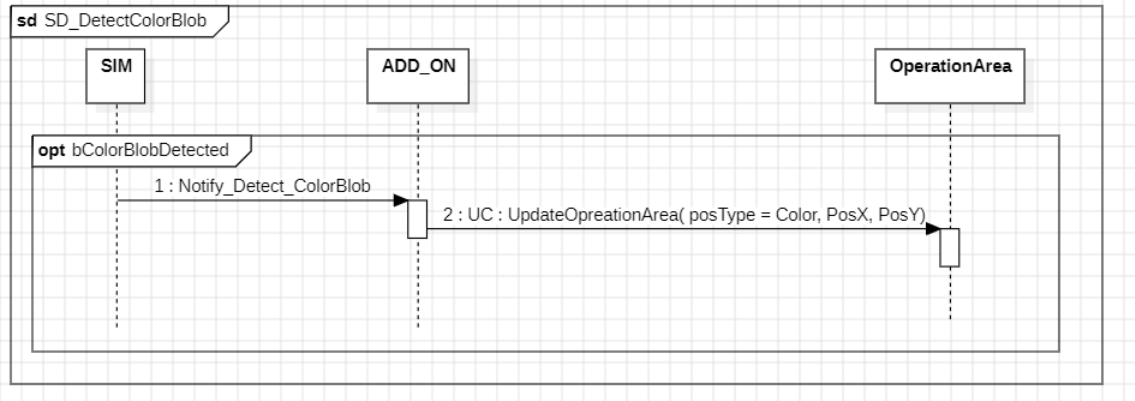 sd SD_DetectColorBlob
SIM
ADD_ON
OperationArea
opt bColorBlobDetected
1 : Notify_Detect_ColorBlob
2 : UC : UpdateOpreationArea( posType = Color, PosX, PosY)